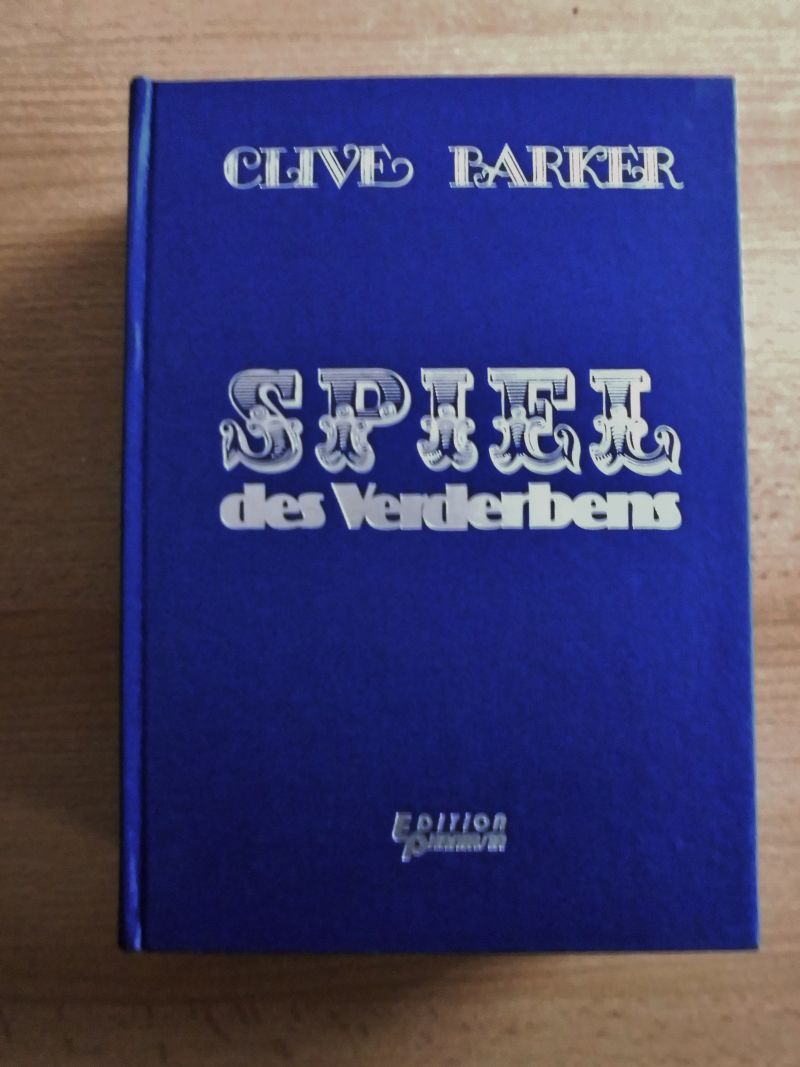 CLIVE BARKER
SPIEL
des Verderbens
EDITION